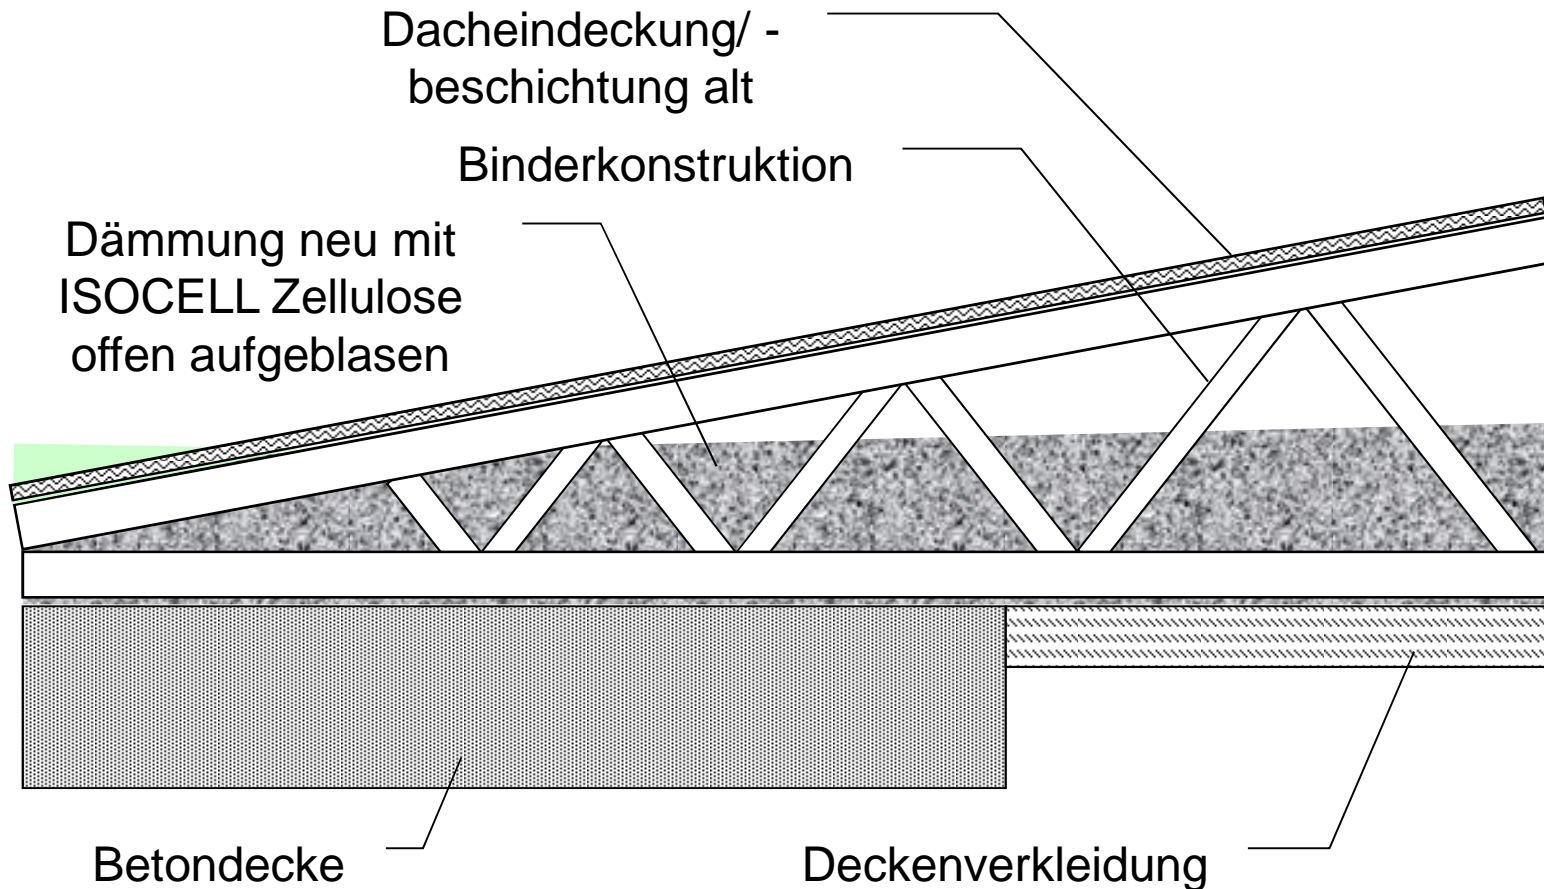 Dacheindeckung/ -
beschichtung alt
Binderkonstruktion
Dämmung neu mit
ISOCELL Zellulose
offen aufgeblasen
Betondecke
Deckenverkleidung